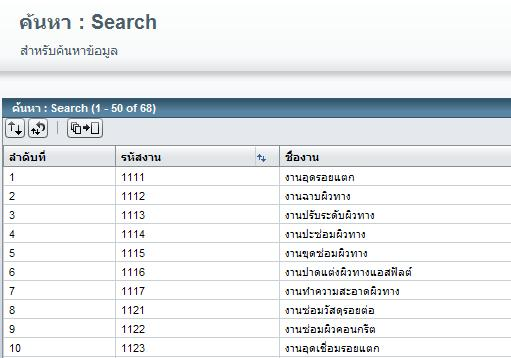 ค้นหา : Search
สำหรับค้นหาข้อมูล
ค้นหา : Search (1 - 50 of 68)
ลำดับที่ รหัสงาน ชื่องาน
1 1111 งานอุดรอยแตก
2 1112 งานฉาบผิวทาง
3 1113 งานปรับระดับผิวทาง
4 1114 งานปะซ่อมผิวทาง
5 1115 งานขุดซ่อมผิวทาง
6 1116 งานปาดแต่งผิวทางแอสฟัลต์
7 1117 งานทำความสะอาดผิวทาง
8 1121 งานซ่อมวัสดุรอยต่อ
9 1122 งานซ่อมผิวคอนกรีต
10 1123 งานอุดเชื่อมรอยแตก